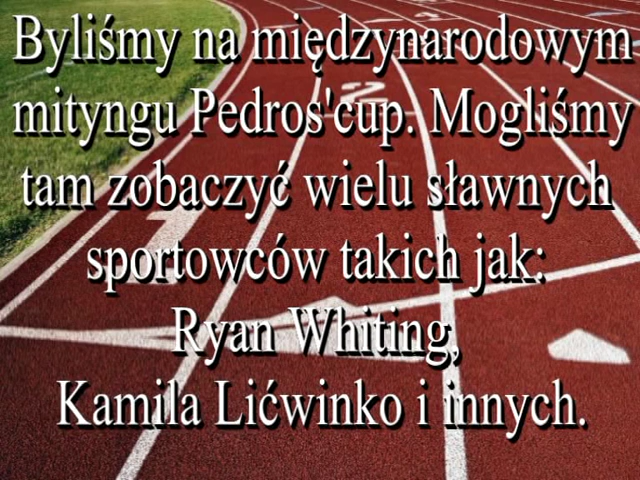 Byliśmy na międzynarodowym
mityngu Pedros'cup. Mogliśmy
tam zobaczyć wielu sławnych
sportowców takich jak:
Ryan Whiting,
Kamila Lićwinko i innych.
2